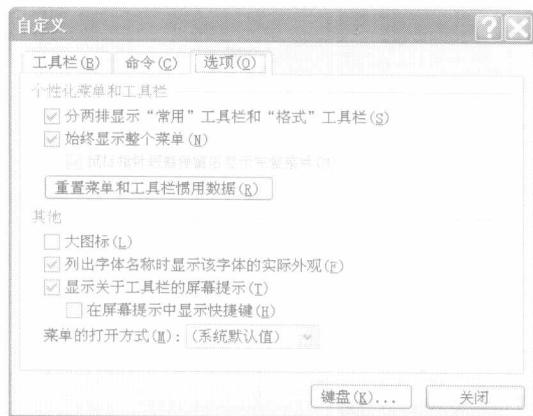 自定义
工具栏(B) 命令(C) 选项(O)
个性化菜单和工具栏
分两排显示“常用”工具栏和“格式”工具栏(S)
始终显示整个菜单(N)
重置菜单和工具栏惯用数据(R)
其他
大图标(L)
列出字体名称时显示该字体的实际外观(F)
显示关于工具栏的屏幕提示(T)
在屏幕提示中显示快捷键(H)
菜单的打开方式(M): (系统默认值)
键盘(K)... 关闭